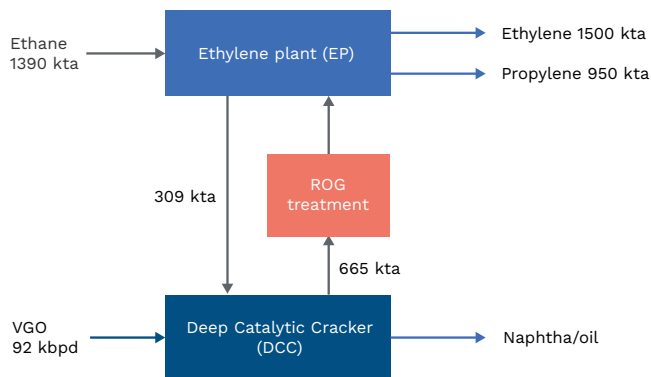 Ethane
1390 kta
Ethylene plant (EP)
Ethylene 1500 kta
Propylene 950 kta
309 kta
ROG
treatment
665 kta
VGO
92 kbpd
Deep Catalytic Cracker
(DCC)
Naphtha/oil